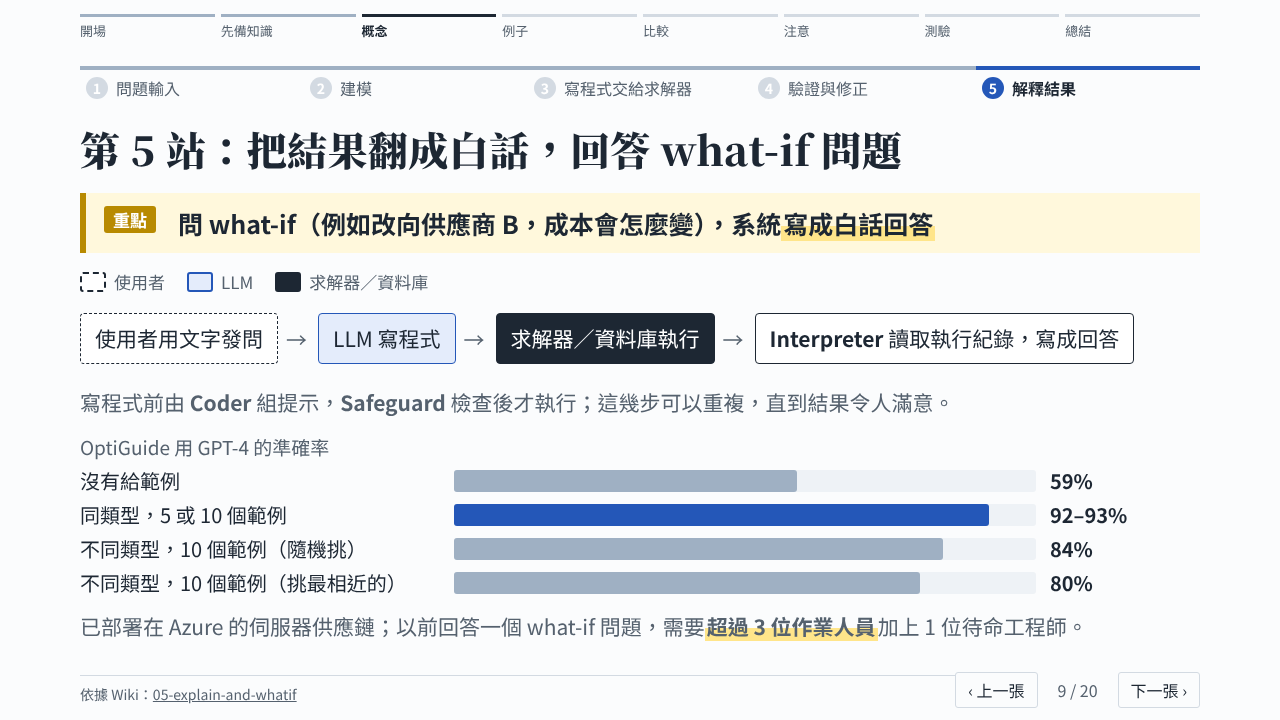 開場 先備知識 概念 例子 比較 注意 測驗 總結
1 問題輸入 2 建模 3 寫程式交給求解器 4 驗證與修正 5 解釋結果
第 5 站：把結果翻成白話，回答 what-if 問題
重點 問 what-if（例如改向供應商 B，成本會怎麼變），系統寫成白話回答
使用者 LLM 求解器／資料庫
使用者用文字發問 → LLM 寫程式 → 求解器／資料庫執行 → Interpreter 讀取執行紀錄，寫成回答
寫程式前由 Coder 組提示，Safeguard 檢查後才執行；這幾步可以重複，直到結果令人滿意。
OptiGuide 用 GPT-4 的準確率
沒有給範例 59%
同類型，5 或 10 個範例 92–93%
不同類型，10 個範例（隨機挑） 84%
不同類型，10 個範例（挑最相近的） 80%
已部署在 Azure 的伺服器供應鏈；以前回答一個 what-if 問題，需要超過 3 位作業人員加上 1 位待命工程師。
依據 Wiki：05-explain-and-whatif ‹ 上一張 9 / 20 下一張 ›